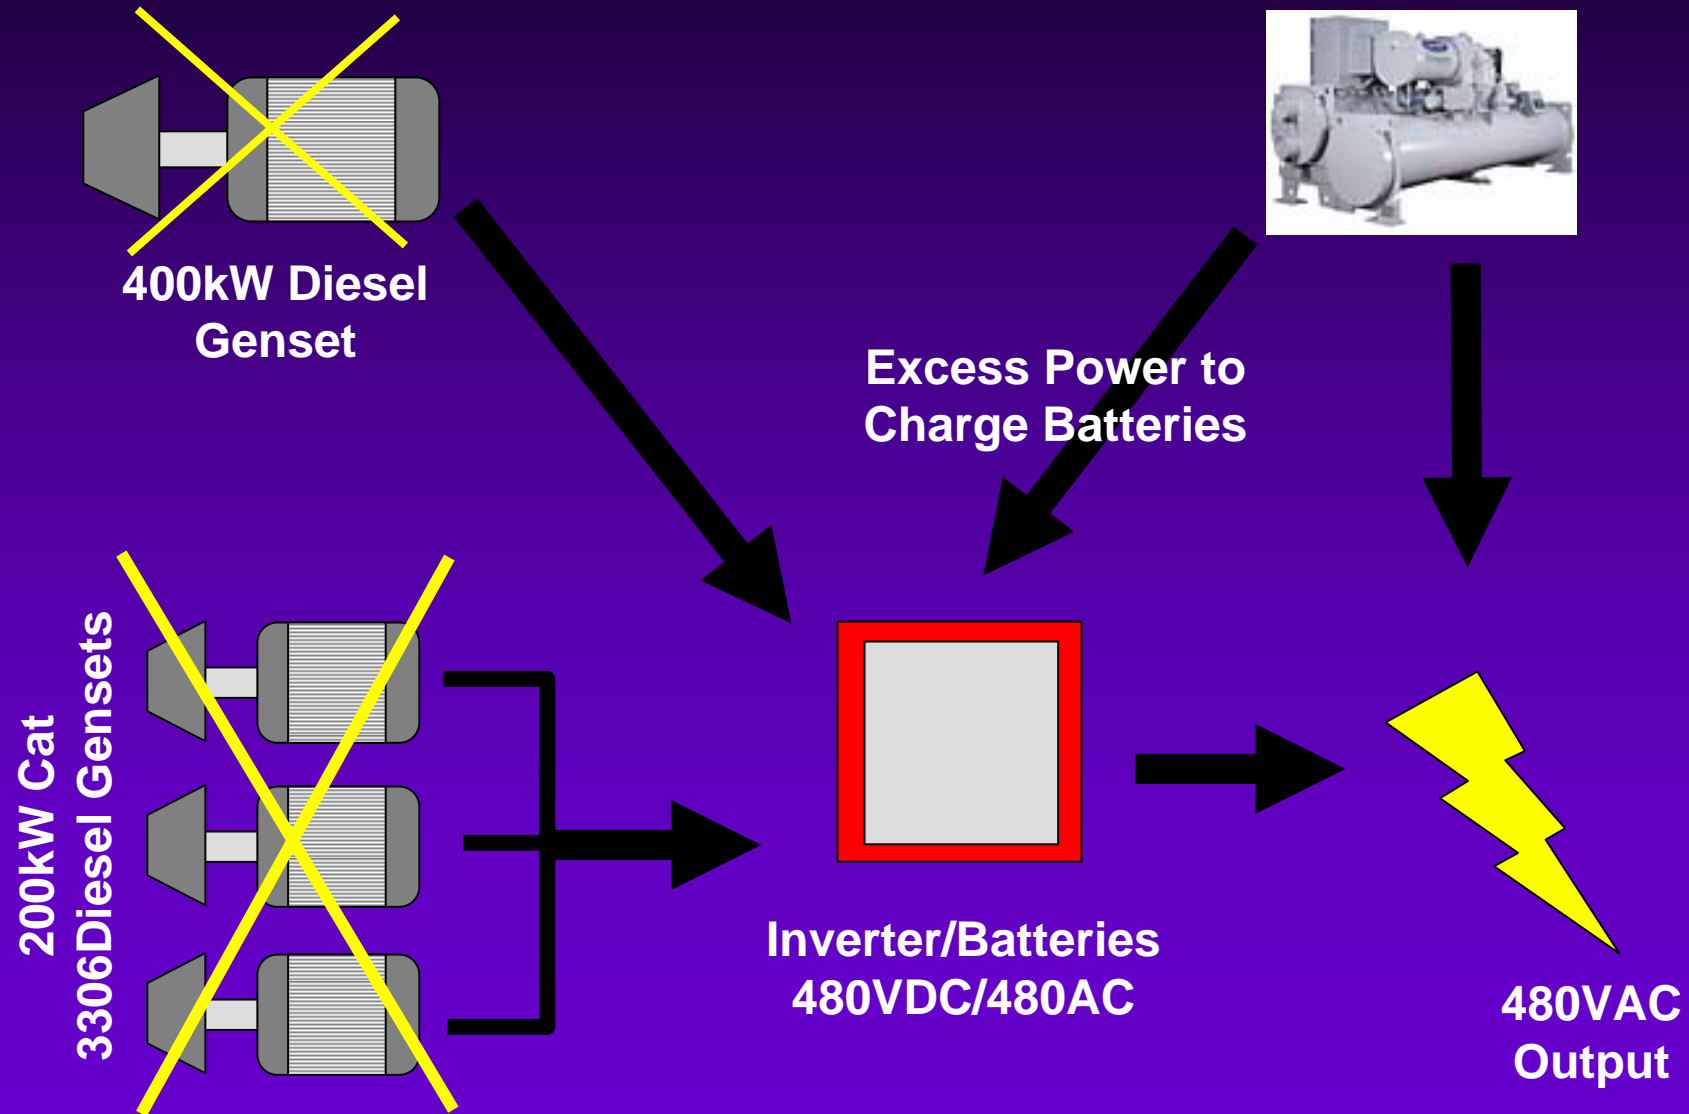 400kW Diesel
Genset
Excess Power to
Charge Batteries
200kW Cat
3306Diesel Gensets
Inverter/Batteries
480VDC/480AC
480VAC
Output